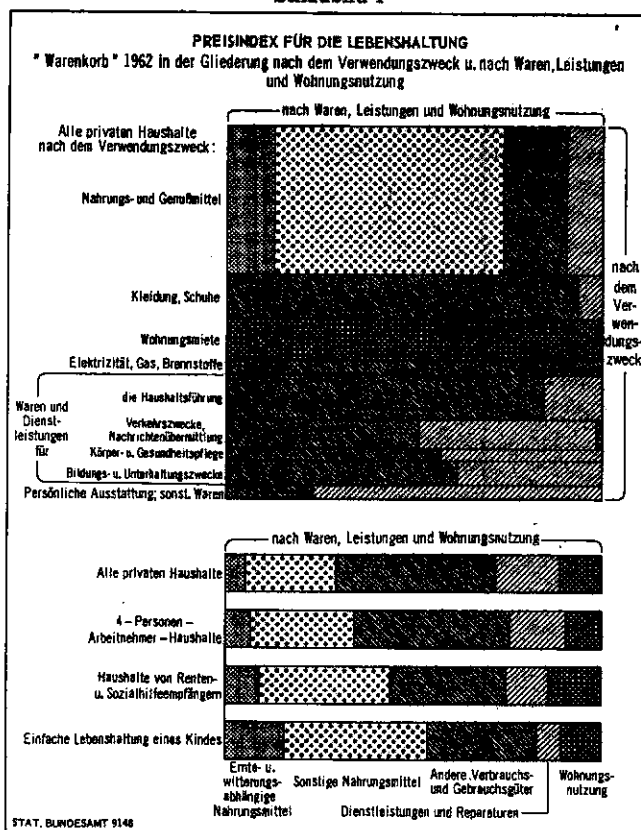 PREISINDEX FÜR DIE LEBENSHALTUNG
" Warenkorb " 1962 in der Gliederung nach dem Verwendungszweck u. nach Waren, Leistungen
und Wohnungsnutzung
nach Waren, Leistungen und Wohnungsnutzung
Alle privaten Haushalte
nach dem Verwendungszweck :
Nahrungs- und Genußmittel
Kleidung, Schuhe
Wohnungsmiete
Elektrizität, Gas, Brennstoffe
Waren und
Dienst-
leistungen
für
die Haushaltsführung
Verkehrszwecke,
Nachrichtenübermittlung
Körper- u. Gesundheitspflege
Bildungs- u. Unterhaltungszwecke
Persönliche Ausstattung; sonst. Waren
nach
dem
Ver-
wen-
dungs-
zweck
nach Waren, Leistungen und Wohnungsnutzung
Alle privaten Haushalte
4 – Personen –
Arbeitnehmer – Haushalte
Haushalte von Renten-
u. Sozialhilfeempfängern
Einfache Lebenshaltung eines Kindes
Ernte- u.
witterungs-
abhängige
Nahrungsmittel
Sonstige Nahrungsmittel
Andere Verbrauchs-
und Gebrauchsgüter
Dienstleistungen und Reparaturen
Wohnungs-
nutzung
STAT. BUNDESAMT 9148